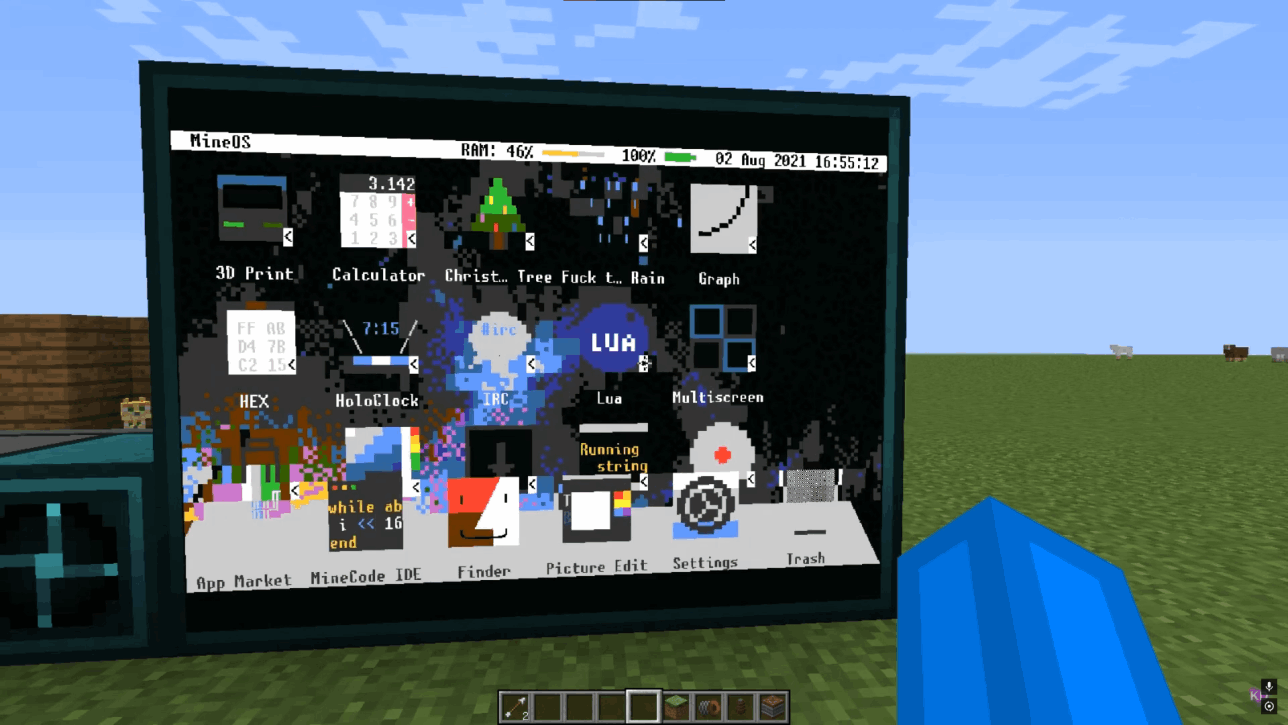 MineOS RAM: 46% 100% 02 Aug 2021 16:55:12
3.142
7 8 9 +
4 5 6 -
1 2 3
3D Print Calculator Christ… Tree Fuck t… Rain Graph
FF AB
D4 7B
C2 15
7:15
#irc
LUA
HEX HoloClock IRC Lua Multiscreen
Running
string
while ab
i << 16
end
App Market MineCode IDE Finder Picture Edit Settings Trash
2